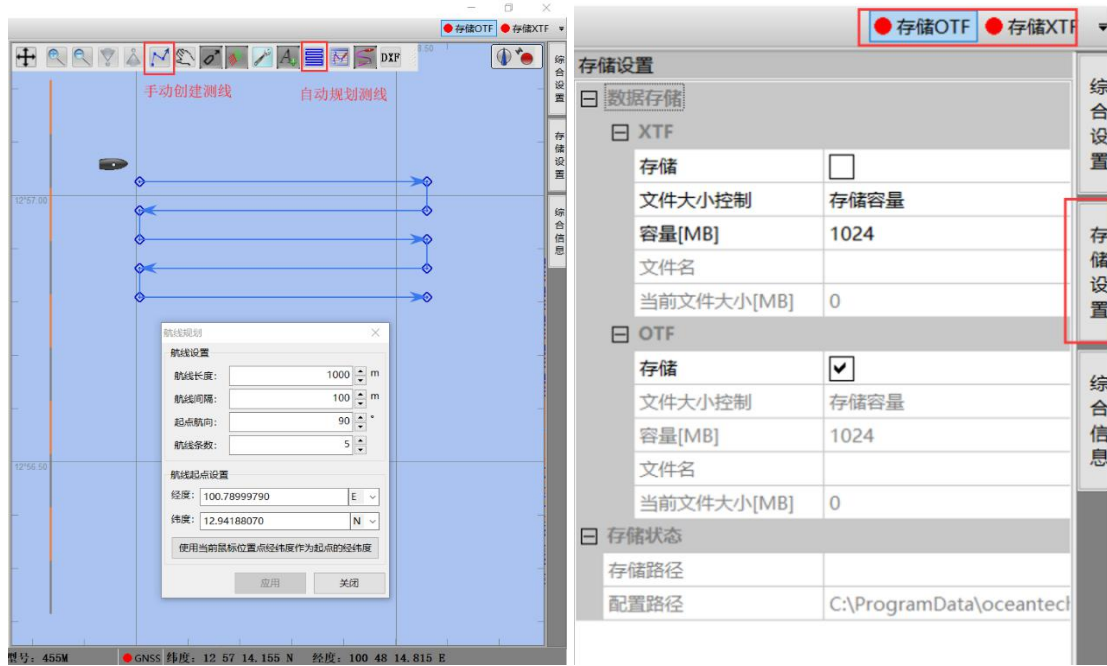 存储OTF 存储XTF
DXF
手动创建测线 自动规划测线
综合设置
存储设置
综合信息
12°57.00
12°56.50
航线规划
航线设置
航线长度: 1000 m
航线间隔: 100 m
起点航向: 90 °
航线条数: 5
航线起点设置
经度: 100.78999790 E
纬度: 12.94188070 N
使用当前鼠标位置点经纬度作为起点的经纬度
应用 关闭
型号: 455M GNSS 纬度: 12 57 14.155 N 经度: 100 48 14.815 E
存储OTF 存储XTF
存储设置
数据存储
XTF
存储
文件大小控制 存储容量
容量[MB] 1024
文件名
当前文件大小[MB] 0
OTF
存储
文件大小控制 存储容量
容量[MB] 1024
文件名
当前文件大小[MB] 0
存储状态
存储路径
配置路径 C:\ProgramData\oceantech
综合设置
存储设置
综合信息